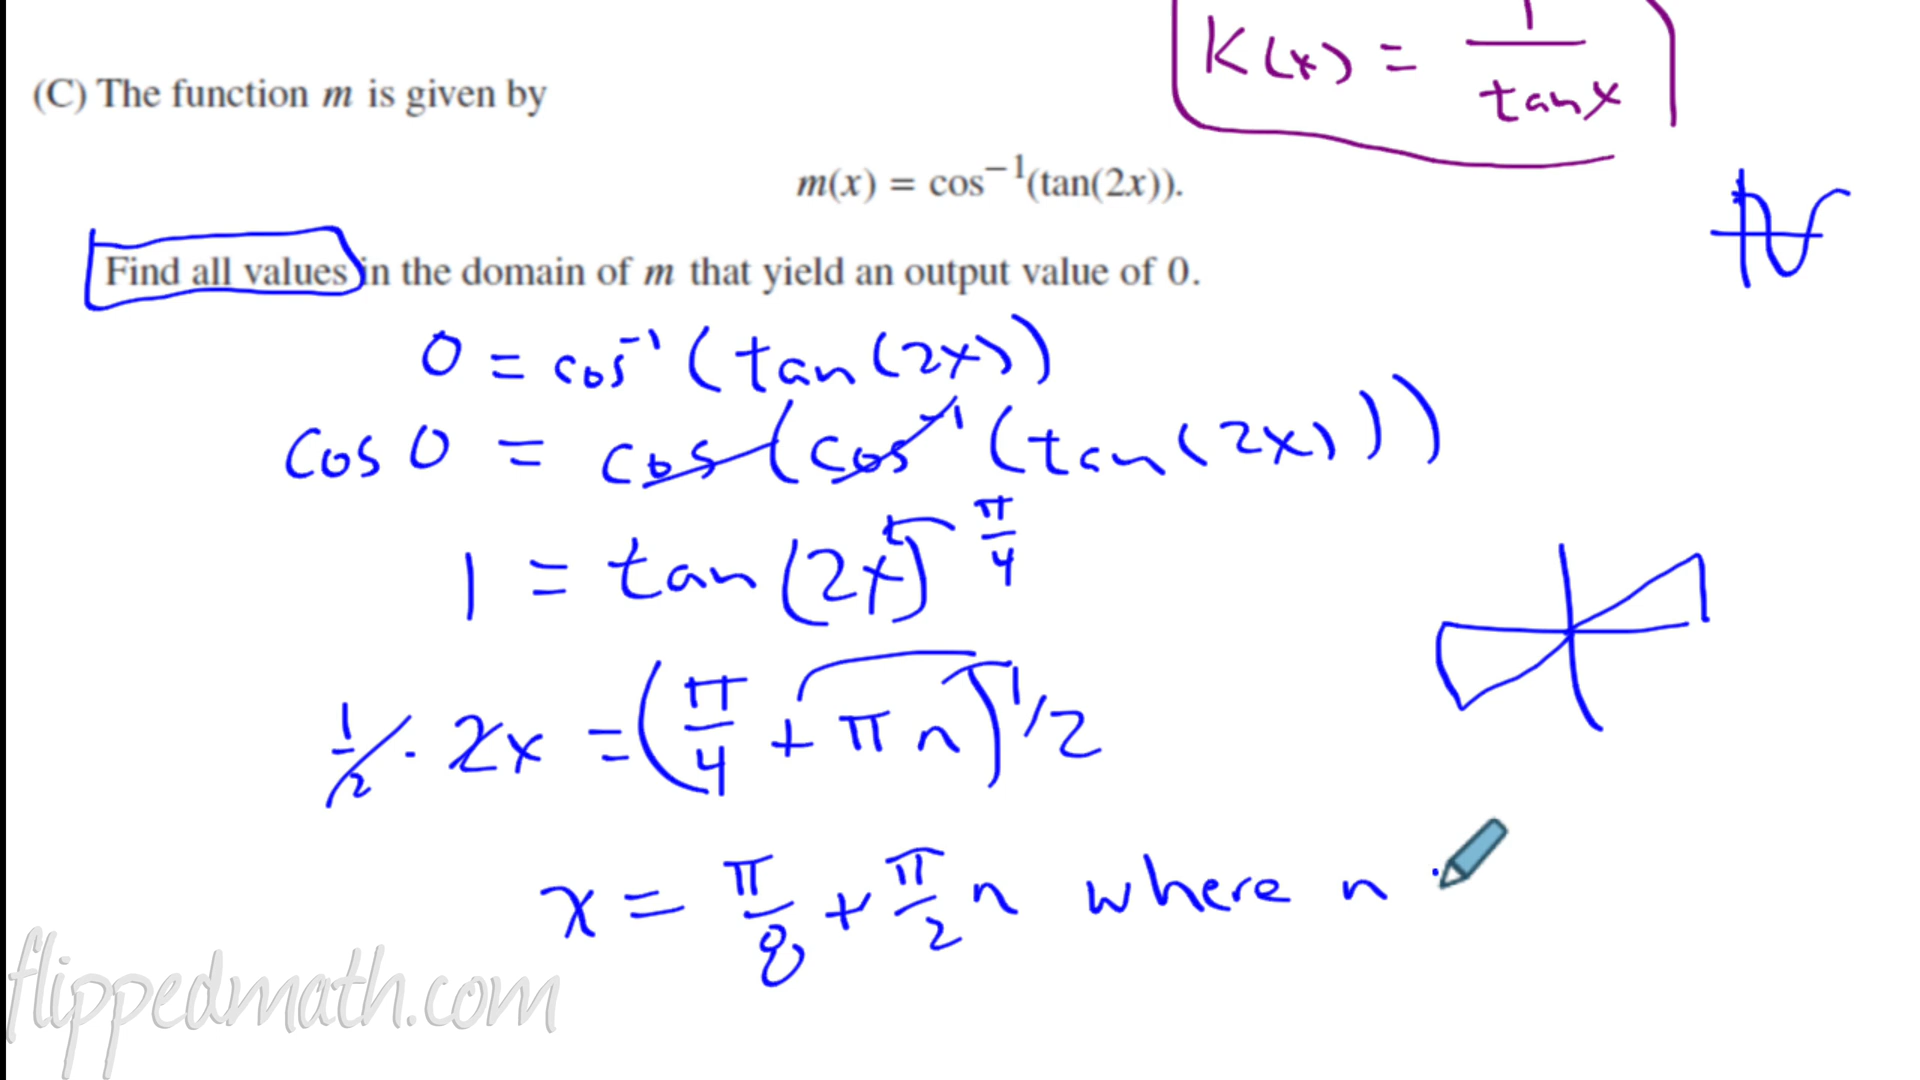 K(x) = 1/tan x
(C) The function m is given by
m(x) = cos⁻¹(tan(2x)).
Find all values in the domain of m that yield an output value of 0.
0 = cos⁻¹(tan(2x))
cos 0 = cos(cos⁻¹(tan(2x)))
π/4
1 = tan(2x)
1/2 · 2x = (π/4 + πn) 1/2
x = π/8 + π/2 n where n
flippedmath.com